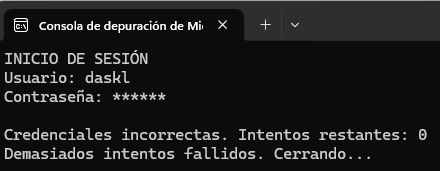 Consola de depuración de Mi
INICIO DE SESIÓN
Usuario: daskl
Contraseña: ******
Credenciales incorrectas. Intentos restantes: 0
Demasiados intentos fallidos. Cerrando...